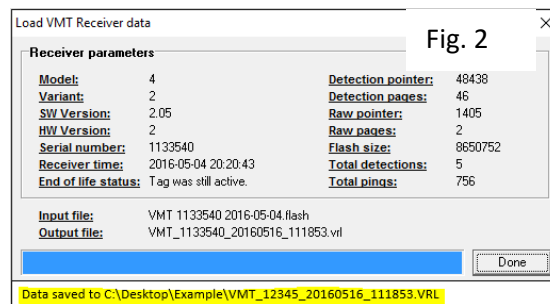 Load VMT Receiver data
Fig. 2
Receiver parameters
Model: 4 Detection pointer: 48438
Variant: 2 Detection pages: 46
SW Version: 2.05 Raw pointer: 1405
HW Version: 2 Raw pages: 2
Serial number: 1133540 Flash size: 8650752
Receiver time: 2016-05-04 20:20:43 Total detections: 5
End of life status: Tag was still active. Total pings: 756
Input file: VMT 1133540 2016-05-04.flash
Output file: VMT_1133540_20160516_111853.vrl
Done
Data saved to C:\Desktop\Example\VMT_12345_20160516_111853.VRL